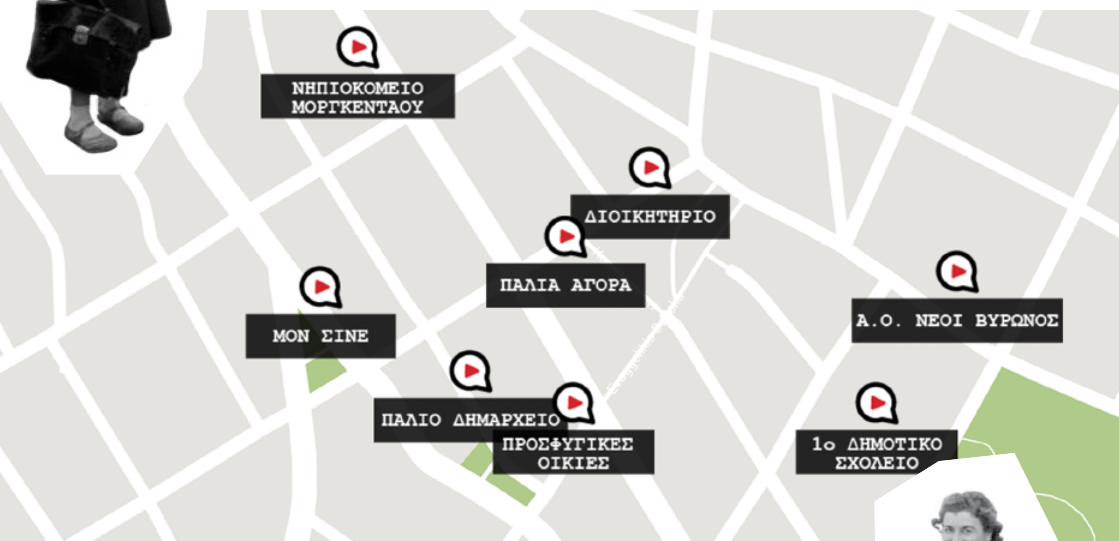 ΝΗΠΙΟΚΟΜΕΙΟ
ΜΟΡΓΚΕΝΤΑΟΥ
ΔΙΟΙΚΗΤΗΡΙΟ
ΠΑΛΙΑ ΑΓΟΡΑ
Α.Ο. ΝΕΟΙ ΒΥΡΩΝΟΣ
ΜΟΝ ΣΙΝΕ
ΠΑΛΙΟ ΔΗΜΑΡΧΕΙΟ
ΠΡΟΣΦΥΓΙΚΕΣ
ΟΙΚΙΕΣ
1ο ΔΗΜΟΤΙΚΟ
ΣΧΟΛΕΙΟ